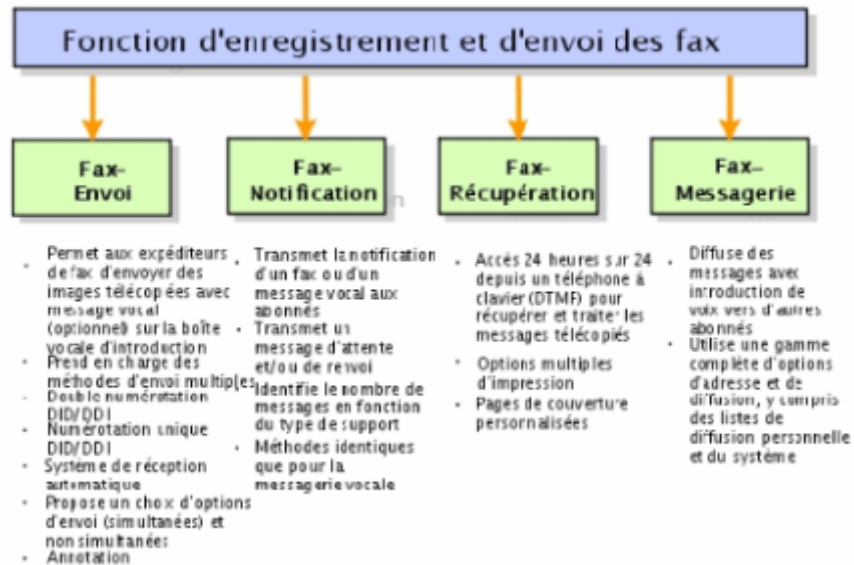 Fonction d'enregistrement et d'envoi des fax
Fax-
Envoi
Fax-
Notification
Fax-
Récupération
Fax-
Messagerie
Permet aux expéditeurs
de fax d'envoyer des
images télécopiées avec
message vocal
(optionnel) sur la boîte
vocale d'introduction
Prend en charge des
méthodes d'envoi multiples
Double numérotation
DID/DDI
Numérotation unique
DID/DDI
Système de réception
automatique
Propose un choix d'options
d'envoi (simultanées) et
non simultanées
Annotation
Transmet la notification
d'un fax ou d'un
message vocal aux
abonnés
Transmet un
message d'attente
et/ou de renvoi
Identifie le nombre de
messages en fonction
du type de support
Méthodes identiques
que pour la
messagerie vocale
Accès 24 heures sur 24
depuis un téléphone à
clavier (DTMF) pour
récupérer et traiter les
messages télécopiés
Options multiples
d'impression
Pages de couverture
personnalisées
Diffuse des
messages avec
introduction de
voix vers d'autres
abonnés
Utilise une gamme
complète d'options
d'adresse et de
diffusion, y compris
des listes de
diffusion personnelle
et du système